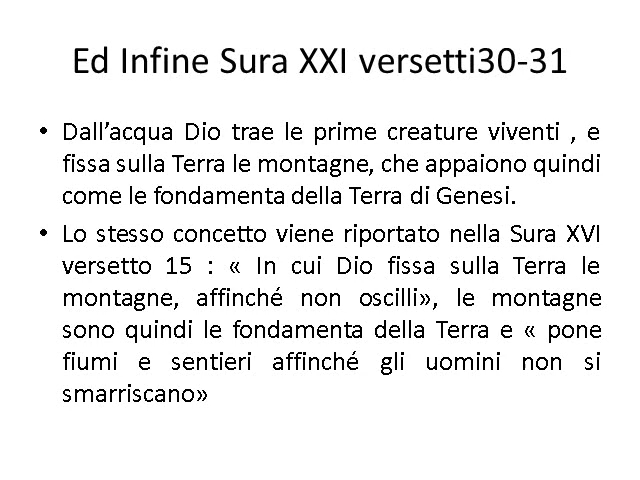 Ed Infine Sura XXI versetti30-31
• Dall’acqua Dio trae le prime creature viventi , e
fissa sulla Terra le montagne, che appaiono quindi
come le fondamenta della Terra di Genesi.
• Lo stesso concetto viene riportato nella Sura XVI
versetto 15 : « In cui Dio fissa sulla Terra le
montagne, affinché non oscilli», le montagne
sono quindi le fondamenta della Terra e « pone
fiumi e sentieri affinché gli uomini non si
smarriscano»